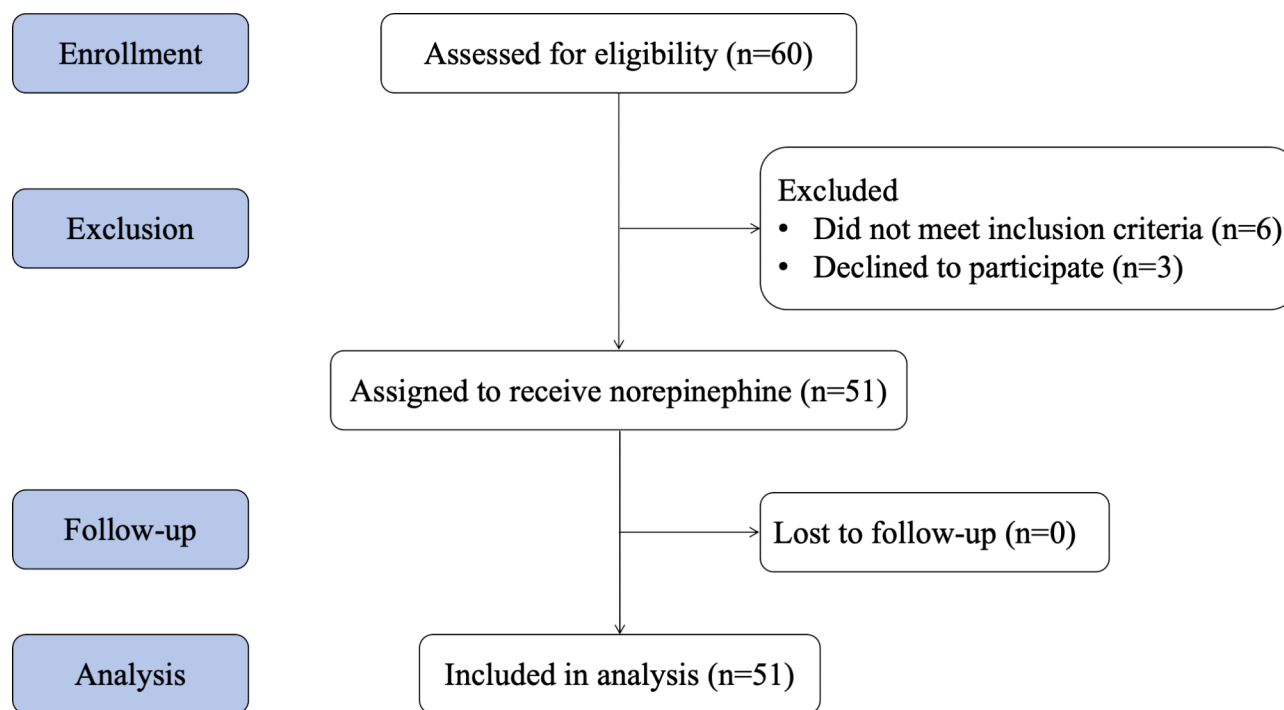 Enrollment
Assessed for eligibility (n=60)
Exclusion
Excluded
• Did not meet inclusion criteria (n=6)
• Declined to participate (n=3)
Assigned to receive norepinephine (n=51)
Follow-up
Lost to follow-up (n=0)
Analysis
Included in analysis (n=51)